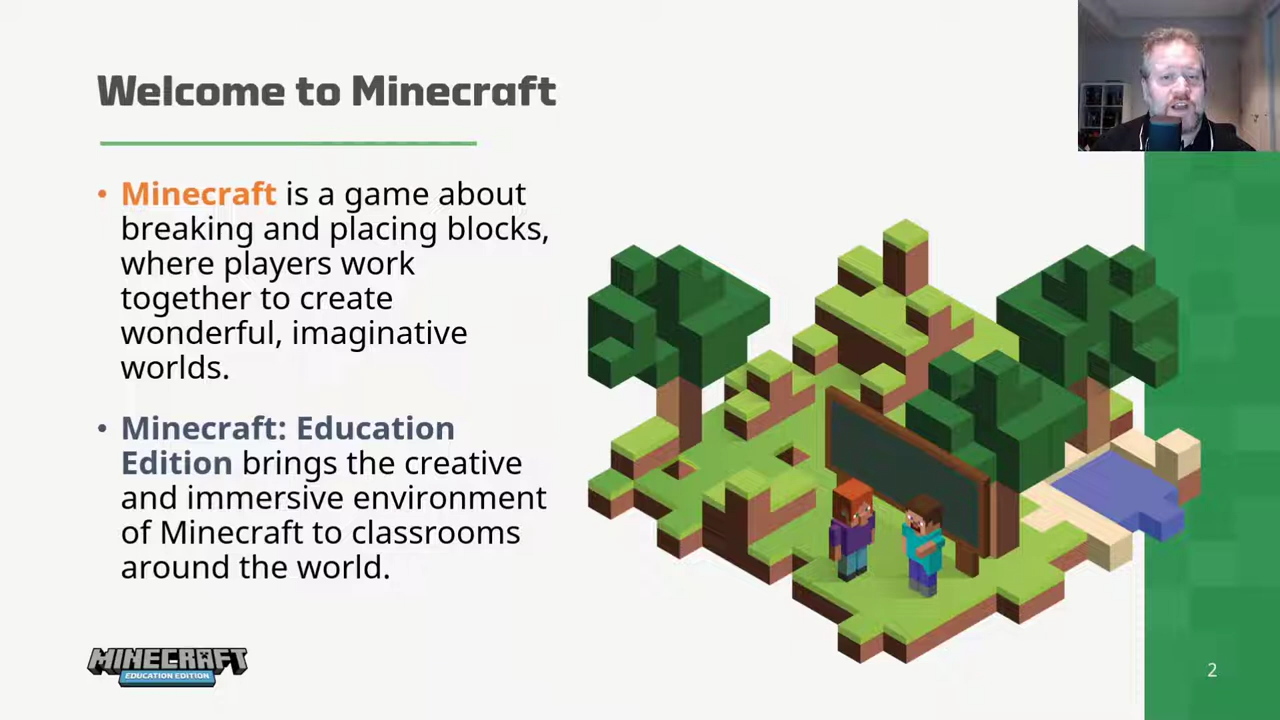 Welcome to Minecraft
• Minecraft is a game about
breaking and placing blocks,
where players work
together to create
wonderful, imaginative
worlds.
• Minecraft: Education
Edition brings the creative
and immersive environment
of Minecraft to classrooms
around the world.
MINECRAFT
EDUCATION EDITION
2